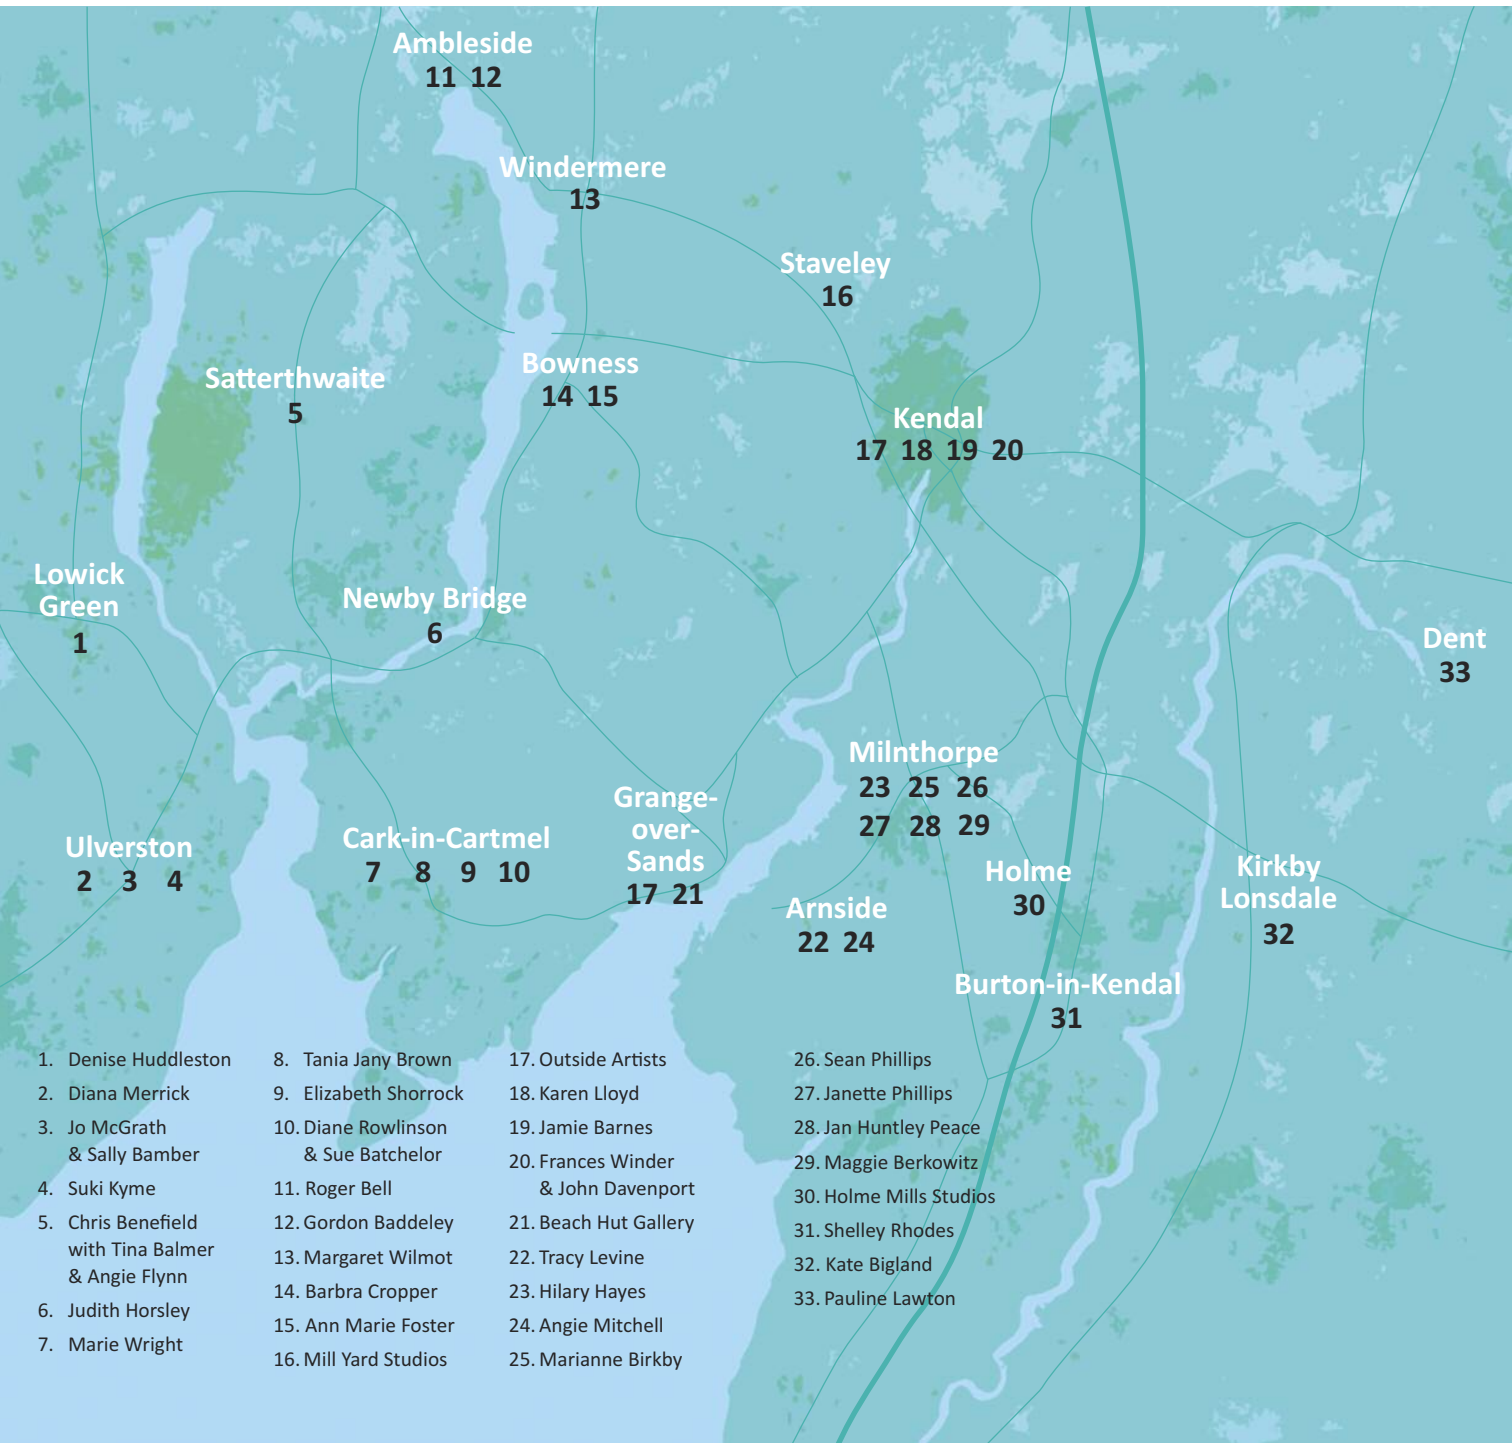 Ambleside
11 12
Windermere
13
Staveley
16
Satterthwaite
5
Bowness
14 15
Kendal
17 18 19 20
Lowick
Green
1
Newby Bridge
6
Dent
33
Milnthorpe
23 25 26
27 28 29
Grange-
over-
Sands
17 21
Ulverston
2 3 4
Cark-in-Cartmel
7 8 9 10
Holme
30
Kirkby
Lonsdale
32
Arnside
22 24
Burton-in-Kendal
31
1. Denise Huddleston
2. Diana Merrick
3. Jo McGrath
& Sally Bamber
4. Suki Kyme
5. Chris Benefield
with Tina Balmer
& Angie Flynn
6. Judith Horsley
7. Marie Wright
8. Tania Jany Brown
9. Elizabeth Shorrock
10. Diane Rowlinson
& Sue Batchelor
11. Roger Bell
12. Gordon Baddeley
13. Margaret Wilmot
14. Barbra Cropper
15. Ann Marie Foster
16. Mill Yard Studios
17. Outside Artists
18. Karen Lloyd
19. Jamie Barnes
20. Frances Winder
& John Davenport
21. Beach Hut Gallery
22. Tracy Levine
23. Hilary Hayes
24. Angie Mitchell
25. Marianne Birkby
26. Sean Phillips
27. Janette Phillips
28. Jan Huntley Peace
29. Maggie Berkowitz
30. Holme Mills Studios
31. Shelley Rhodes
32. Kate Bigland
33. Pauline Lawton